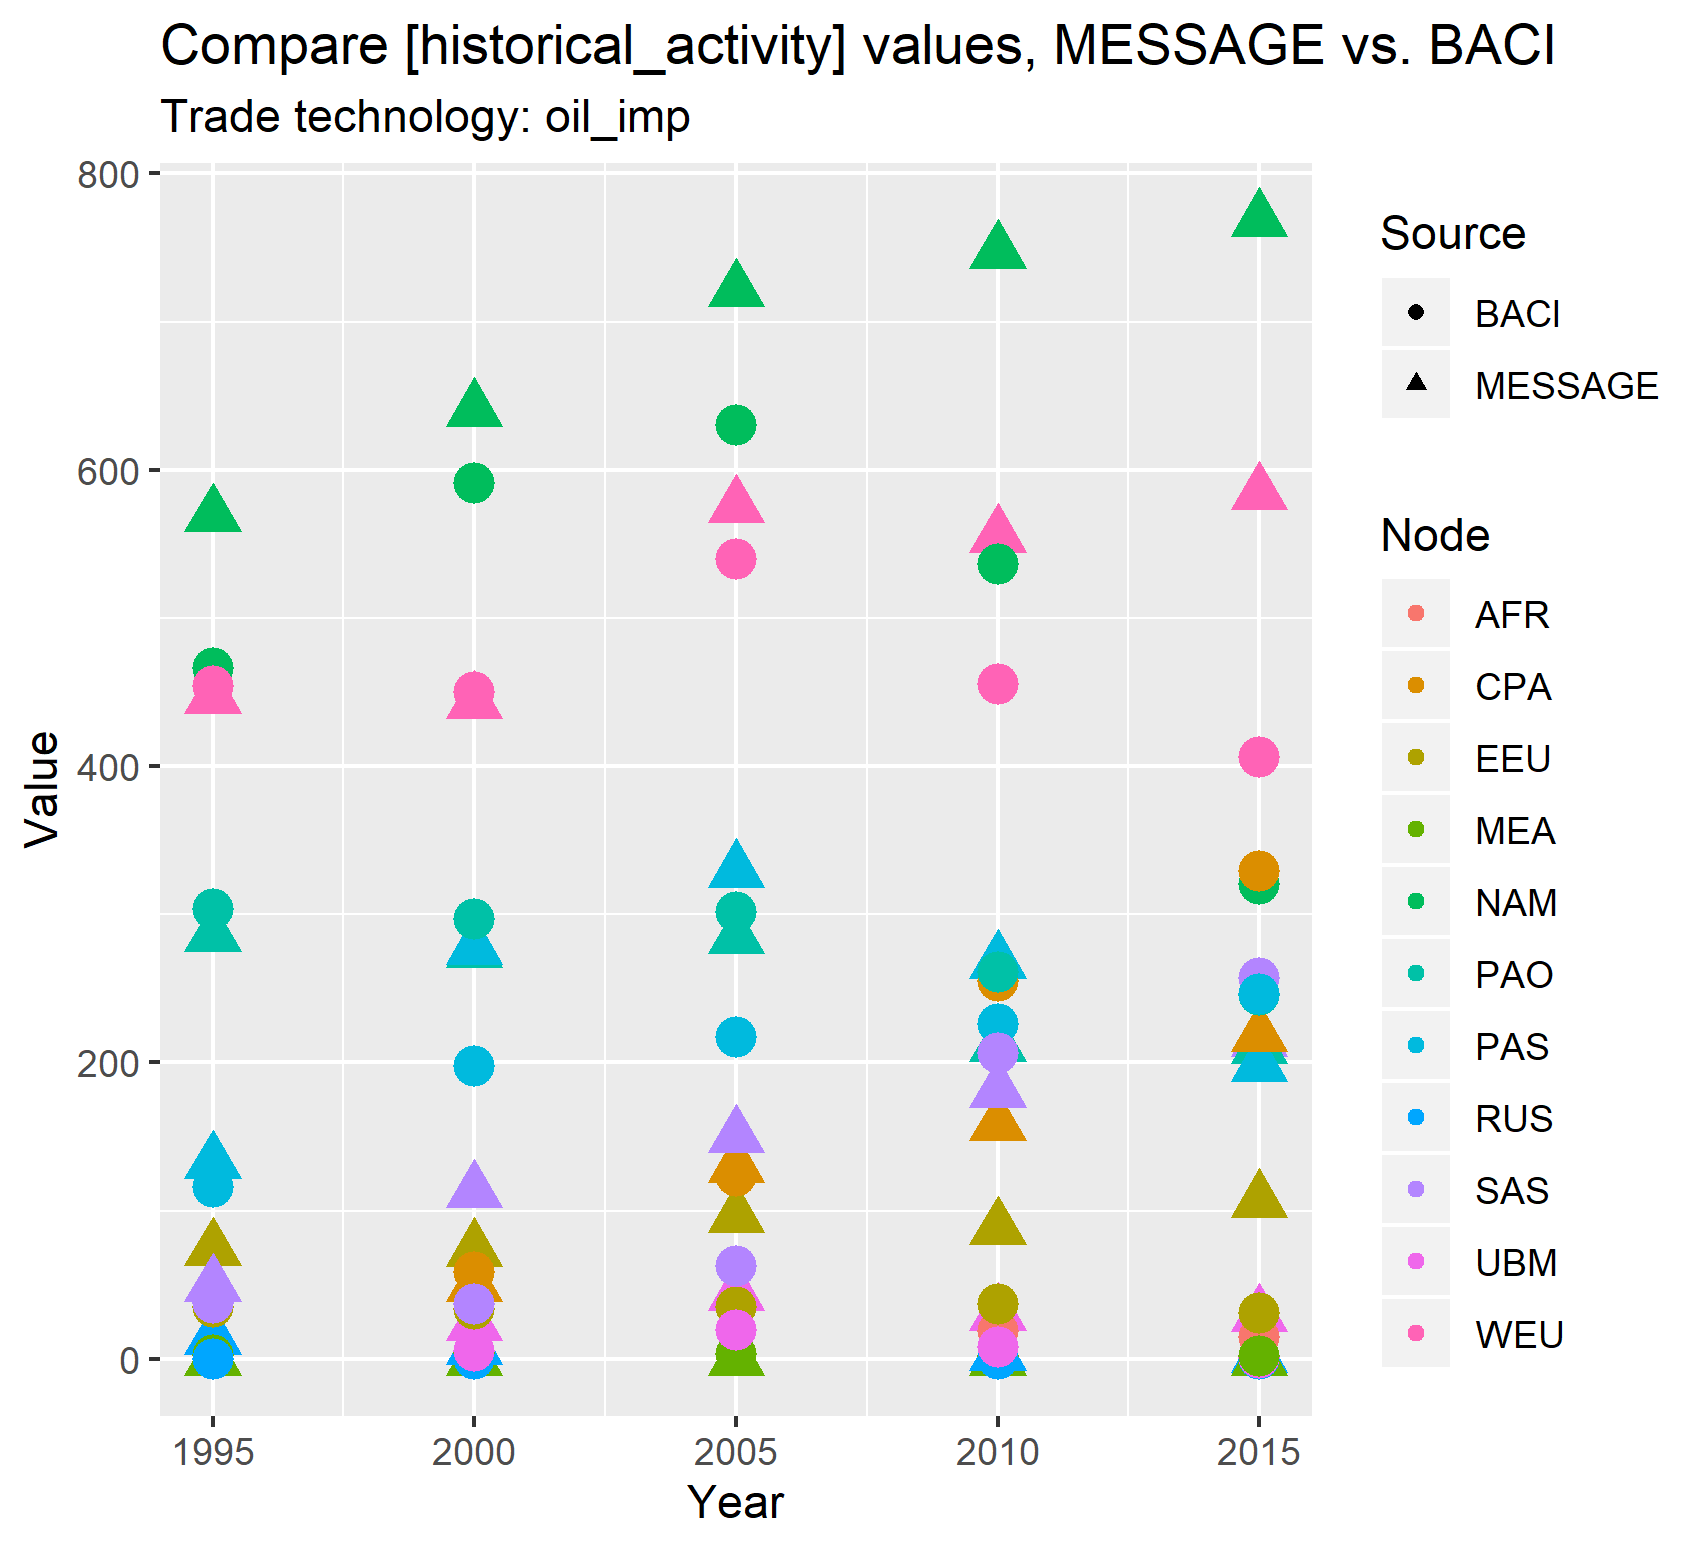 Compare [historical_activity] values, MESSAGE vs. BACI
Trade technology: oil_imp
800
600
400
200
0
Value
1995 2000 2005 2010 2015
Year
Source
BACI
MESSAGE
Node
AFR
CPA
EEU
MEA
NAM
PAO
PAS
RUS
SAS
UBM
WEU